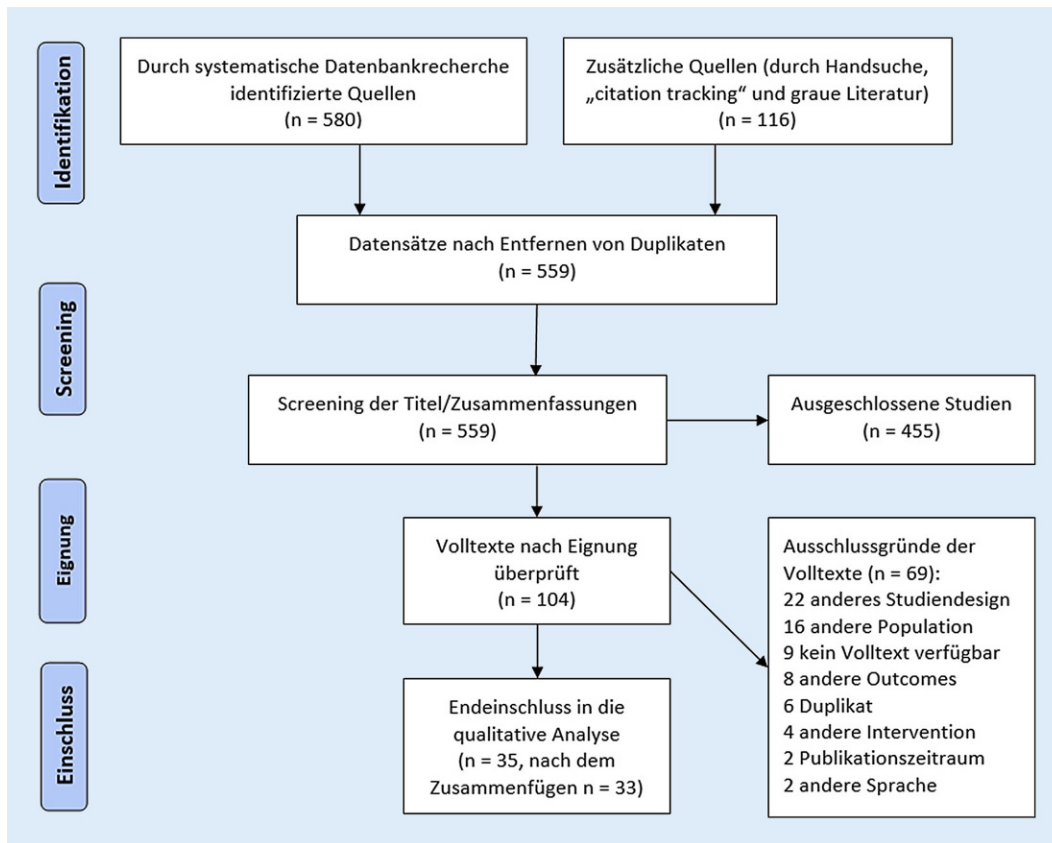 Identifikation
Durch systematische Datenbankrecherche
identifizierte Quellen
(n = 580)
Zusätzliche Quellen (durch Handsuche,
„citation tracking“ und graue Literatur)
(n = 116)
Datensätze nach Entfernen von Duplikaten
(n = 559)
Screening
Screening der Titel/Zusammenfassungen
(n = 559)
Ausgeschlossene Studien
(n = 455)
Eignung
Volltexte nach Eignung
überprüft
(n = 104)
Ausschlussgründe der
Volltexte (n = 69):
22 anderes Studiendesign
16 andere Population
9 kein Volltext verfügbar
8 andere Outcomes
6 Duplikat
4 andere Intervention
2 Publikationszeitraum
2 andere Sprache
Einschluss
Endeinschluss in die
qualitative Analyse
(n = 35, nach dem
Zusammenfügen n = 33)